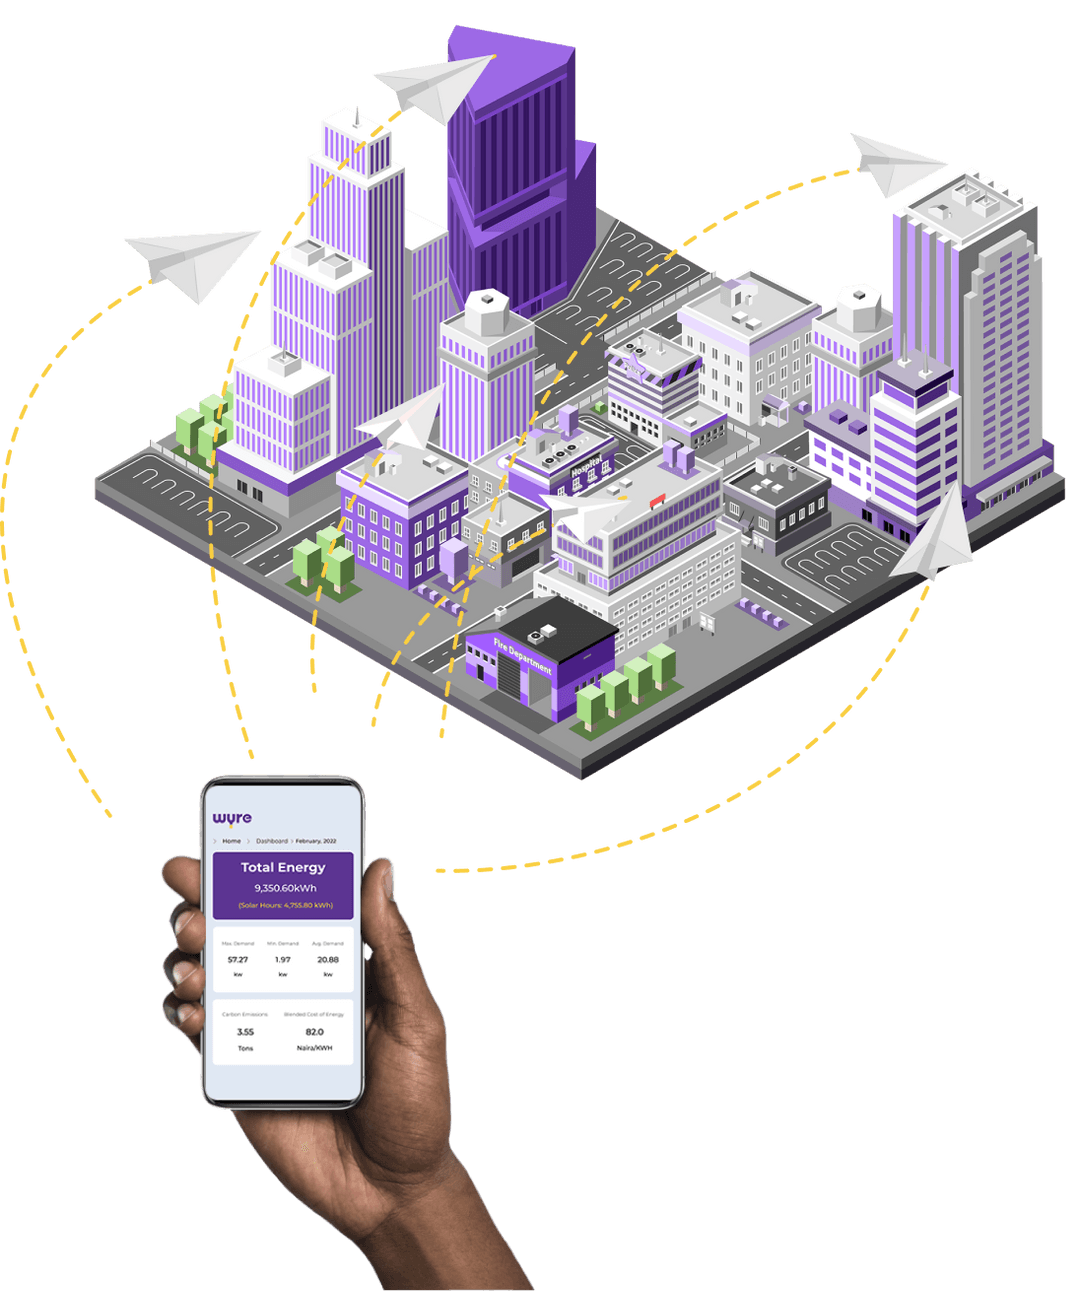 Hospital
Fire Department
wyre
Home
Dashboard
February, 2022
Total Energy
9,350.60kWh
(Solar Hours: 4,755.80 kWh)
Max. Demand Min. Demand Avg. Demand
57.27 1.97 20.88
kw kw kw
Carbon Emissions Blended Cost of Energy
3.55 82.0
Tons Naira/KWH